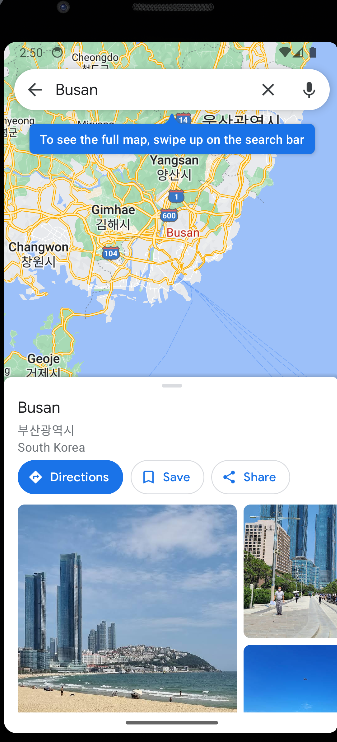 2:50
Cheongdo
청도군
Busan
14
울산광역시
To see the full map, swipe up on the search bar
Yangsan
양산시
1
Gimhae
김해시
600
Busan
Changwon
창원시
104
Geoje
거제시
Busan
부산광역시
South Korea
Directions
Save
Share